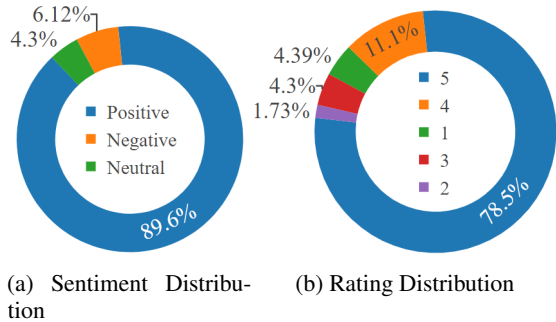 6.12%
4.3%
Positive
Negative
Neutral
89.6%
(a) Sentiment Distribu-
tion
11.1%
4.39%
4.3%
1.73%
5
4
1
3
2
78.5%
(b) Rating Distribution